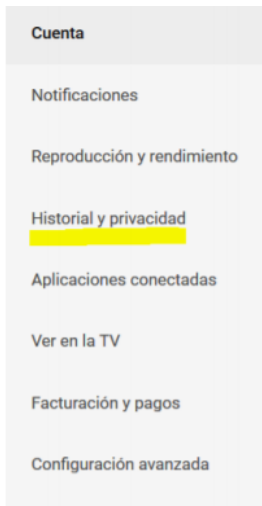 Cuenta
Notificaciones
Reproducción y rendimiento
Historial y privacidad
Aplicaciones conectadas
Ver en la TV
Facturación y pagos
Configuración avanzada